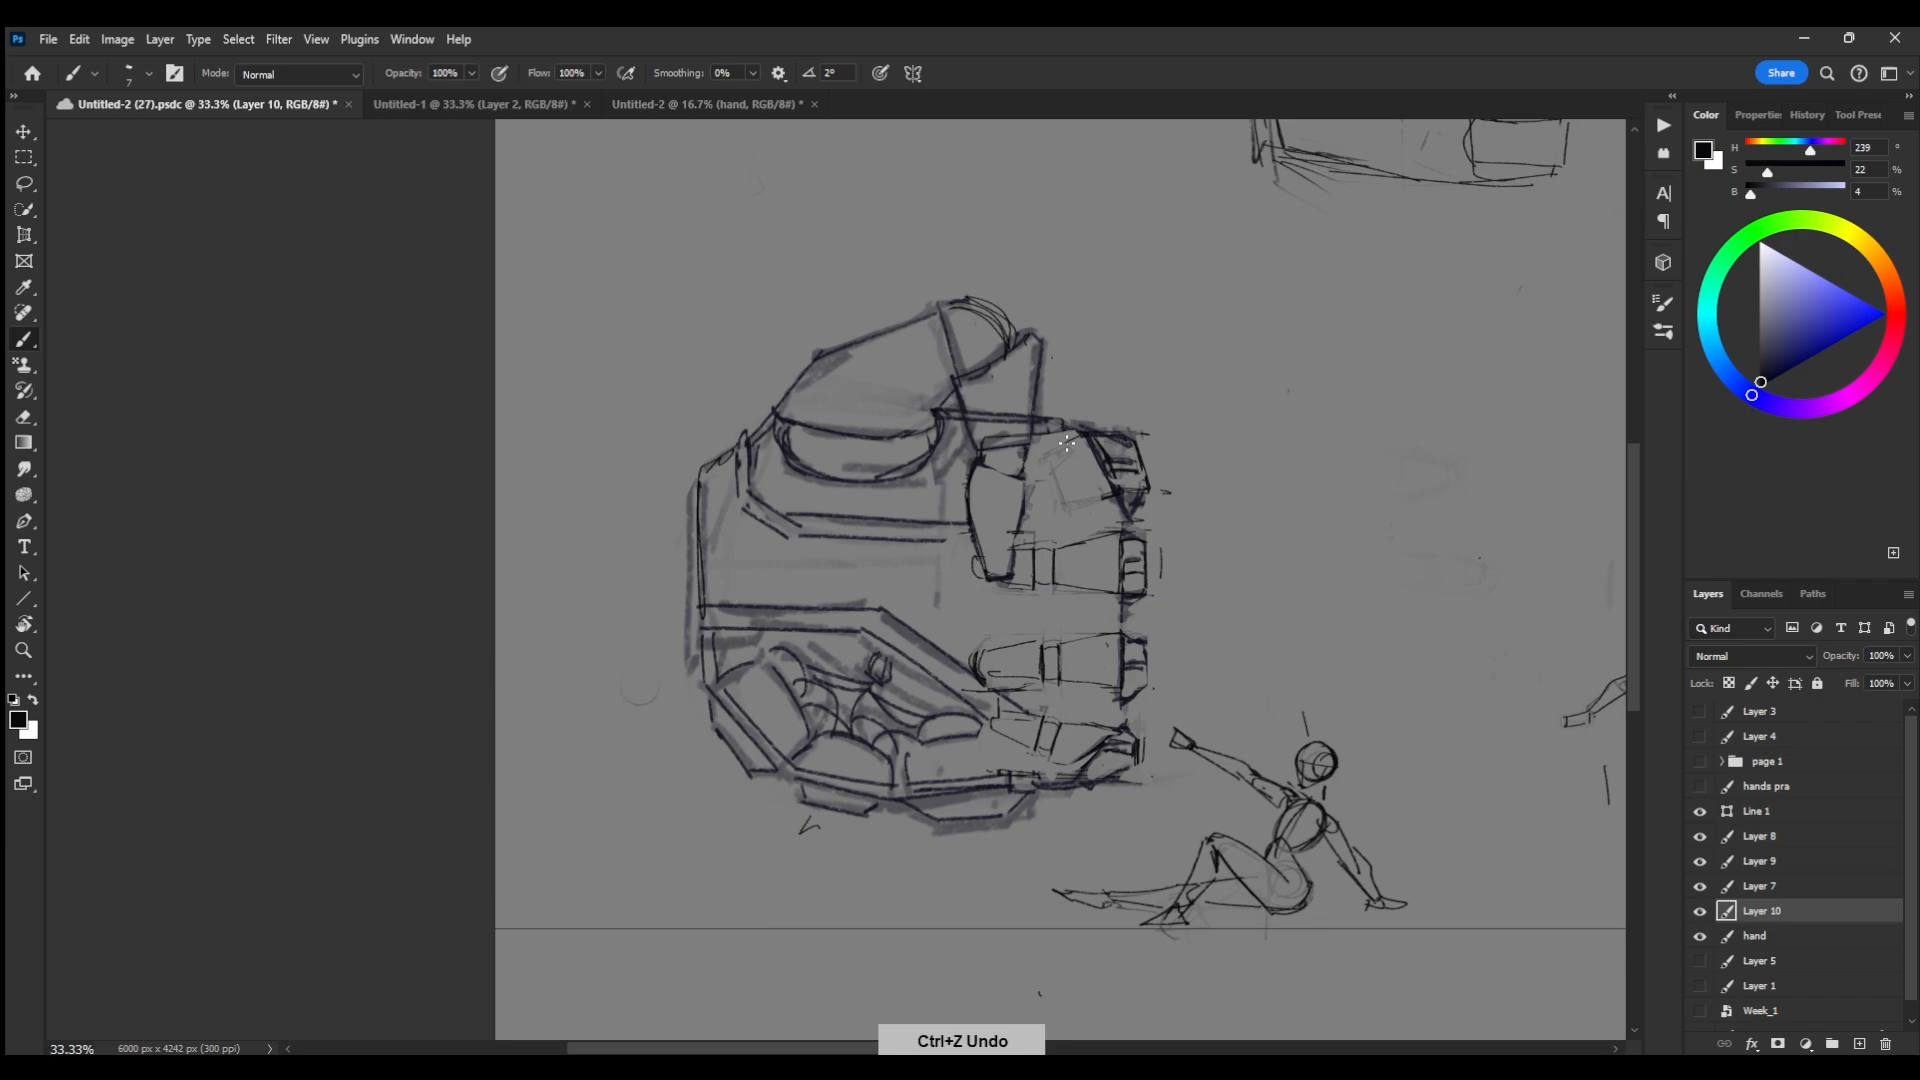 Ps File Edit Image Layer Type Select Filter View Plugins Window Help
7 Mode: Normal Opacity: 100% Flow: 100% Smoothing: 0% 2° Share
Untitled-2 (27).psdc @ 33.3% (Layer 10, RGB/8#) * Untitled-1 @ 33.3% (Layer 2, RGB/8#) * Untitled-2 @ 16.7% (hand, RGB/8#) *
Color Properties History Tool Prese
H 239 °
S 22 %
B 4 %
Layers Channels Paths
Kind
Normal Opacity: 100%
Lock: Fill: 100%
Layer 3
Layer 4
page 1
hands pra
Line 1
Layer 8
Layer 9
Layer 7
Layer 10
hand
Layer 5
Layer 1
Week_1
Ctrl+Z Undo
33.33% 6000 px x 4242 px (300 ppi)